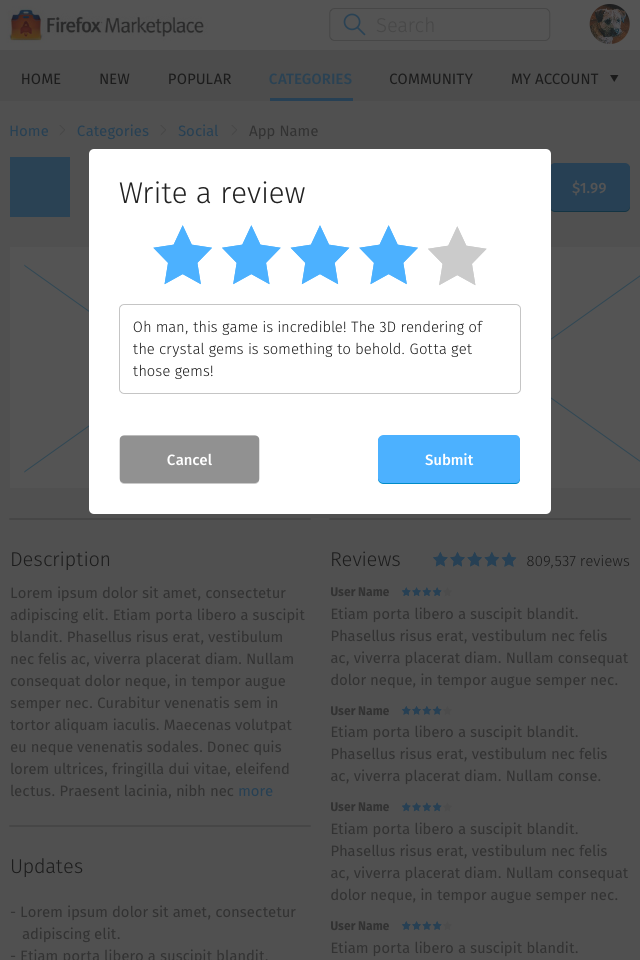 Firefox Marketplace
Search
HOME NEW POPULAR CATEGORIES COMMUNITY MY ACCOUNT
Home Categories Social App Name
$1.99
Write a review
Oh man, this game is incredible! The 3D rendering of
the crystal gems is something to behold. Gotta get
those gems!
Cancel Submit
Description
Lorem ipsum dolor sit amet, consectetur
adipiscing elit. Etiam porta libero a suscipit
blandit. Phasellus risus erat, vestibulum
nec felis ac, viverra placerat diam. Nullam
consequat dolor neque, in tempor augue
semper nec. Curabitur venenatis sem in
tortor aliquam iaculis. Maecenas volutpat
eu neque venenatis sodales. Donec quis
lorem ultrices, fringilla dui vitae, eleifend
lectus. Praesent lacinia, nibh nec more
Updates
- Lorem ipsum dolor sit amet, consectetur
adipiscing elit.
- Etiam porta libero a suscipit blandit.
Reviews 809,537 reviews
User Name
Etiam porta libero a suscipit blandit.
Phasellus risus erat, vestibulum nec felis
ac, viverra placerat diam. Nullam consequat
dolor neque, in tempor augue semper nec.
User Name
Etiam porta libero a suscipit blandit.
Phasellus risus erat, vestibulum nec felis
ac, viverra placerat diam. Nullam conse.
User Name
Etiam porta libero a suscipit blandit.
Phasellus risus erat, vestibulum nec felis
ac, viverra placerat diam. Nullam consequat
dolor neque, in tempor augue semper nec.
User Name
Etiam porta libero a suscipit blandit.